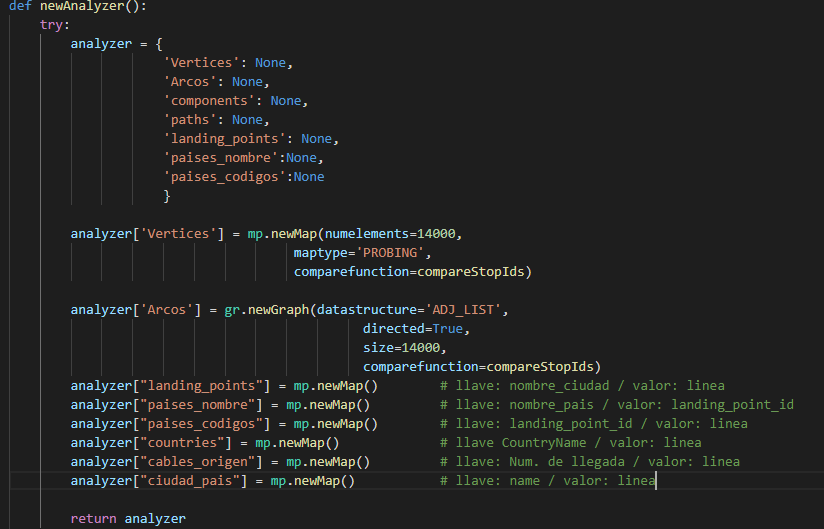 def newAnalyzer():
try:
analyzer = {
'Vertices': None,
'Arcos': None,
'components': None,
'paths': None,
'landing_points': None,
'paises_nombre':None,
'paises_codigos':None
}
analyzer['Vertices'] = mp.newMap(numelements=14000,
maptype='PROBING',
comparefunction=compareStopIds)
analyzer['Arcos'] = gr.newGraph(datastructure='ADJ_LIST',
directed=True,
size=14000,
comparefunction=compareStopIds)
analyzer["landing_points"] = mp.newMap() # llave: nombre_ciudad / valor: linea
analyzer["paises_nombre"] = mp.newMap() # llave: nombre_pais / valor: landing_point_id
analyzer["paises_codigos"] = mp.newMap() # llave: landing_point_id / valor: linea
analyzer["countries"] = mp.newMap() # llave CountryName / valor: linea
analyzer["cables_origen"] = mp.newMap() # llave: Num. de llegada / valor: linea
analyzer["ciudad_pais"] = mp.newMap() # llave: name / valor: linea
return analyzer